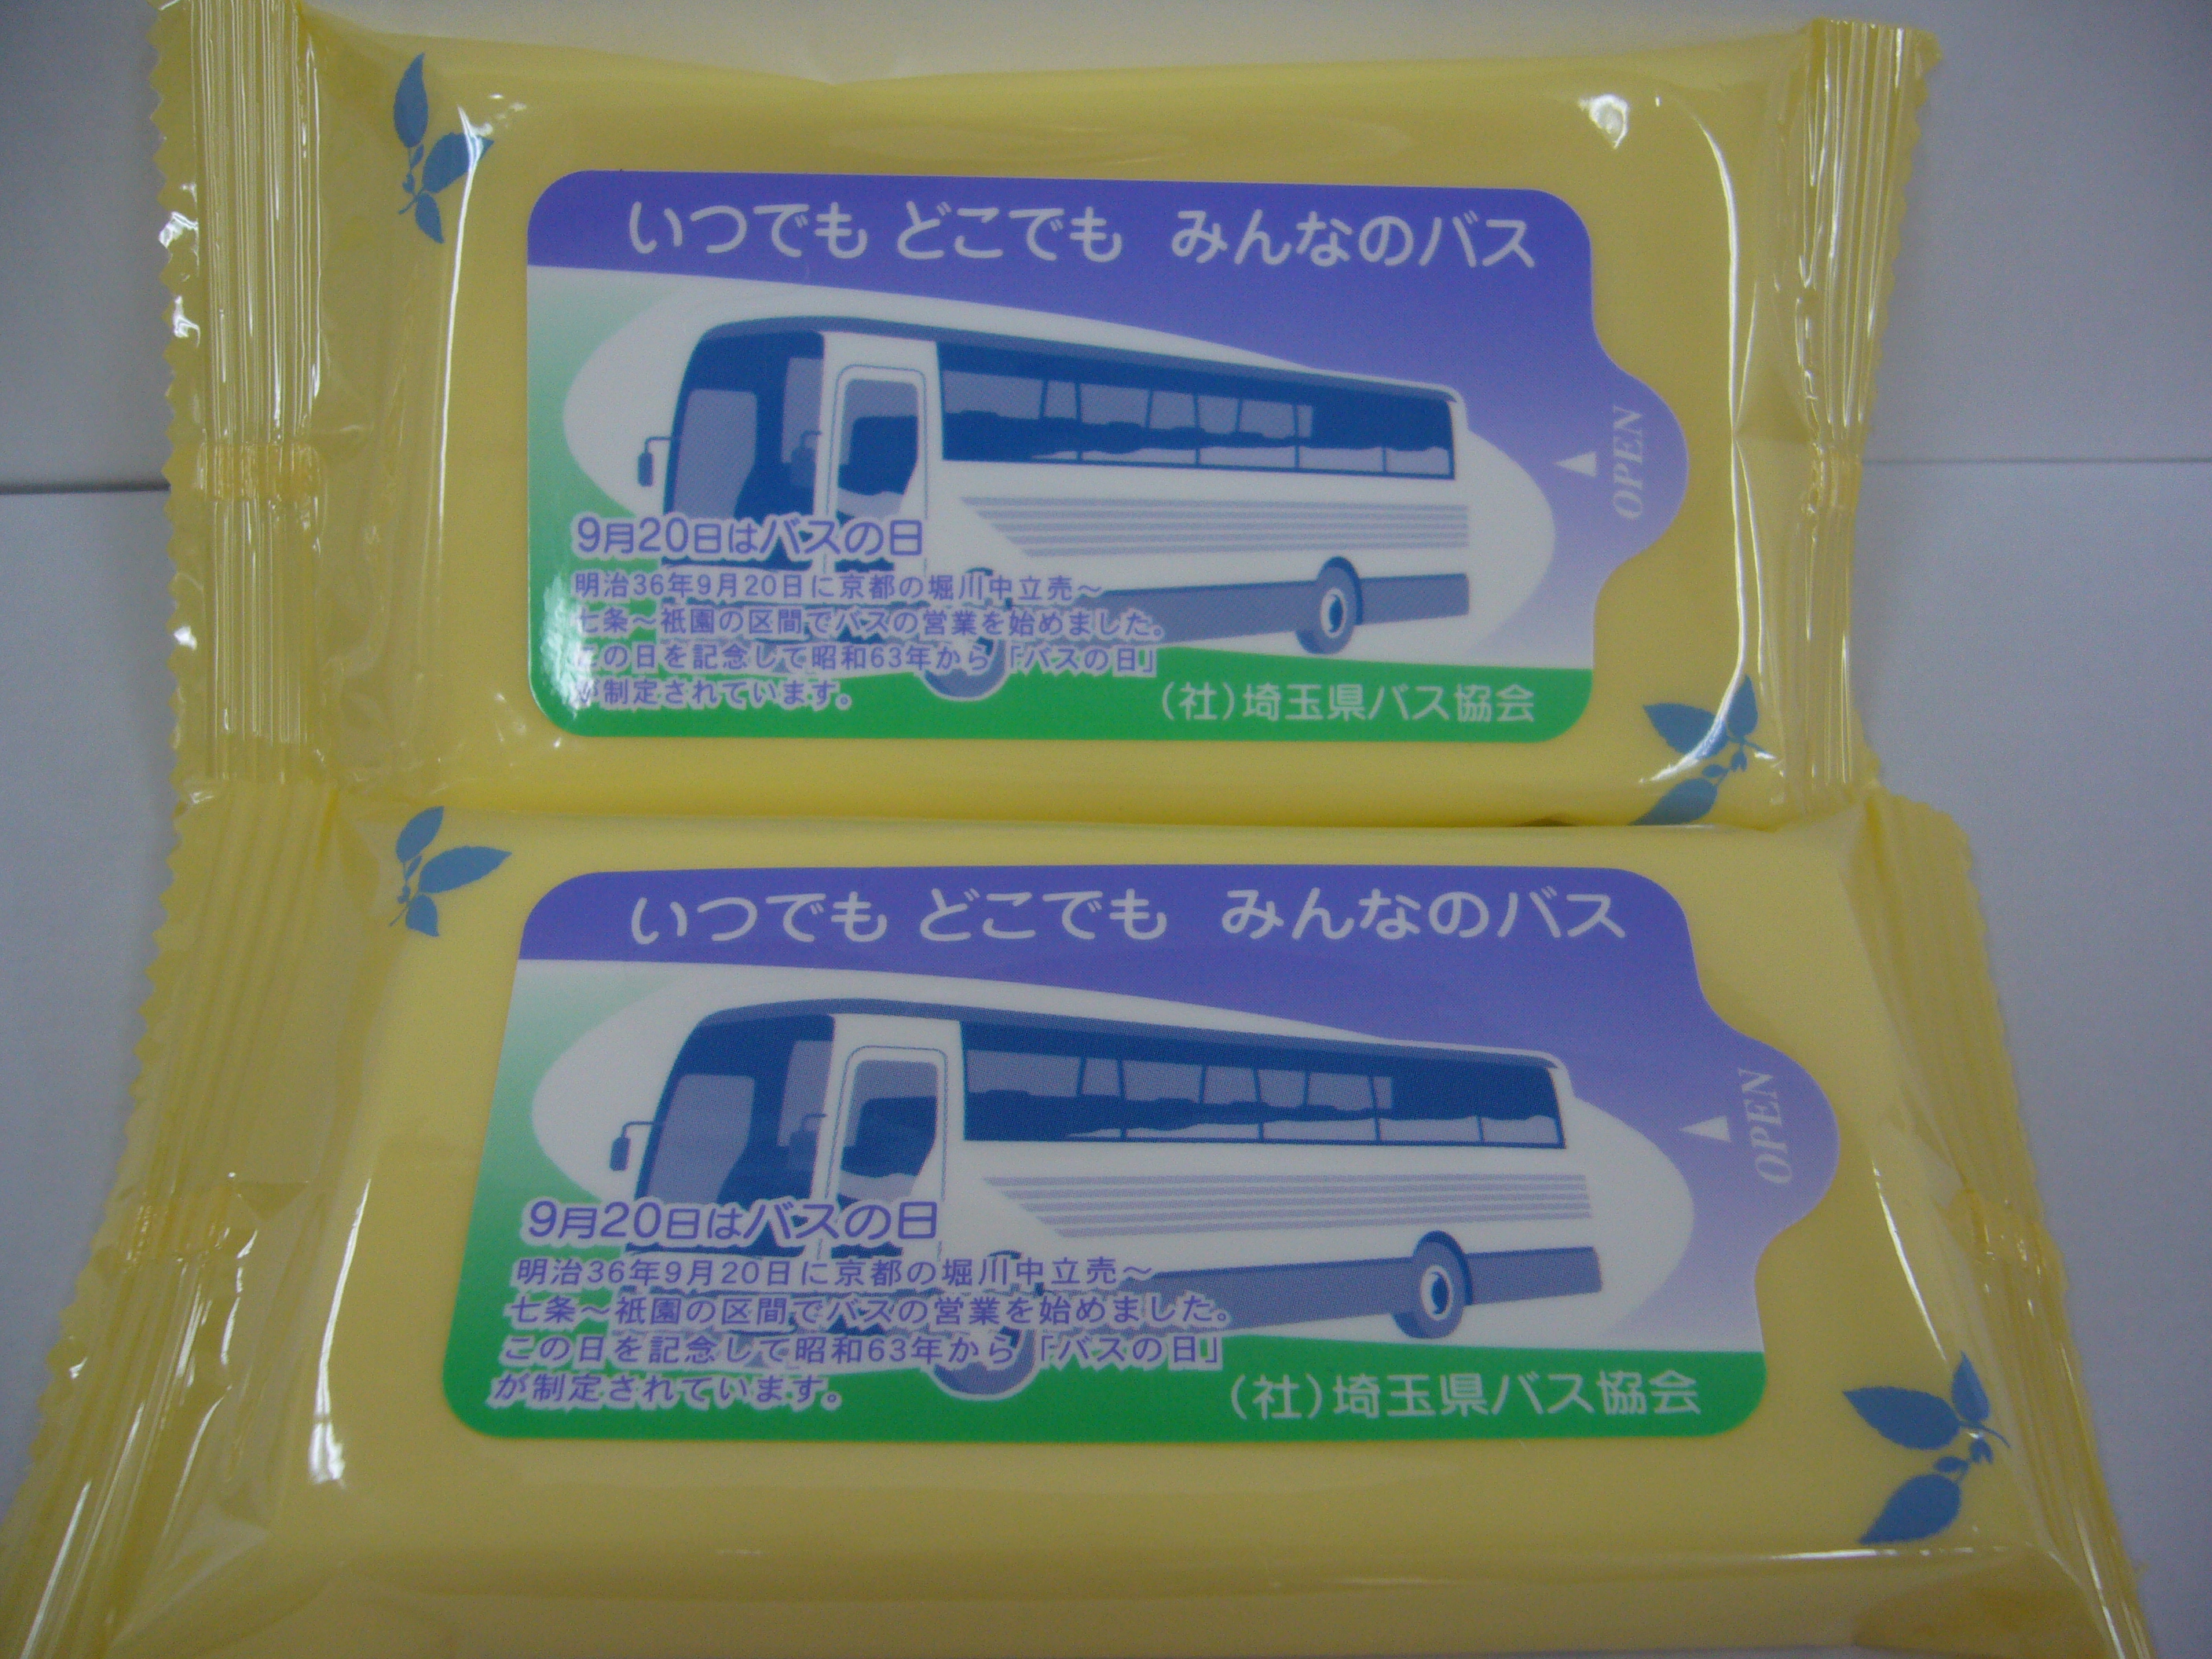 いつでも どこでも みんなのバス
OPEN
9月20日はバスの日
明治36年9月20日に京都の堀川中立売～
七条～祇園の区間でバスの営業を始めました。
この日を記念して昭和63年から「バスの日」
が制定されています。
(社)埼玉県バス協会
いつでも どこでも みんなのバス
OPEN
9月20日はバスの日
明治36年9月20日に京都の堀川中立売～
七条～祇園の区間でバスの営業を始めました。
この日を記念して昭和63年から「バスの日」
が制定されています。
(社)埼玉県バス協会